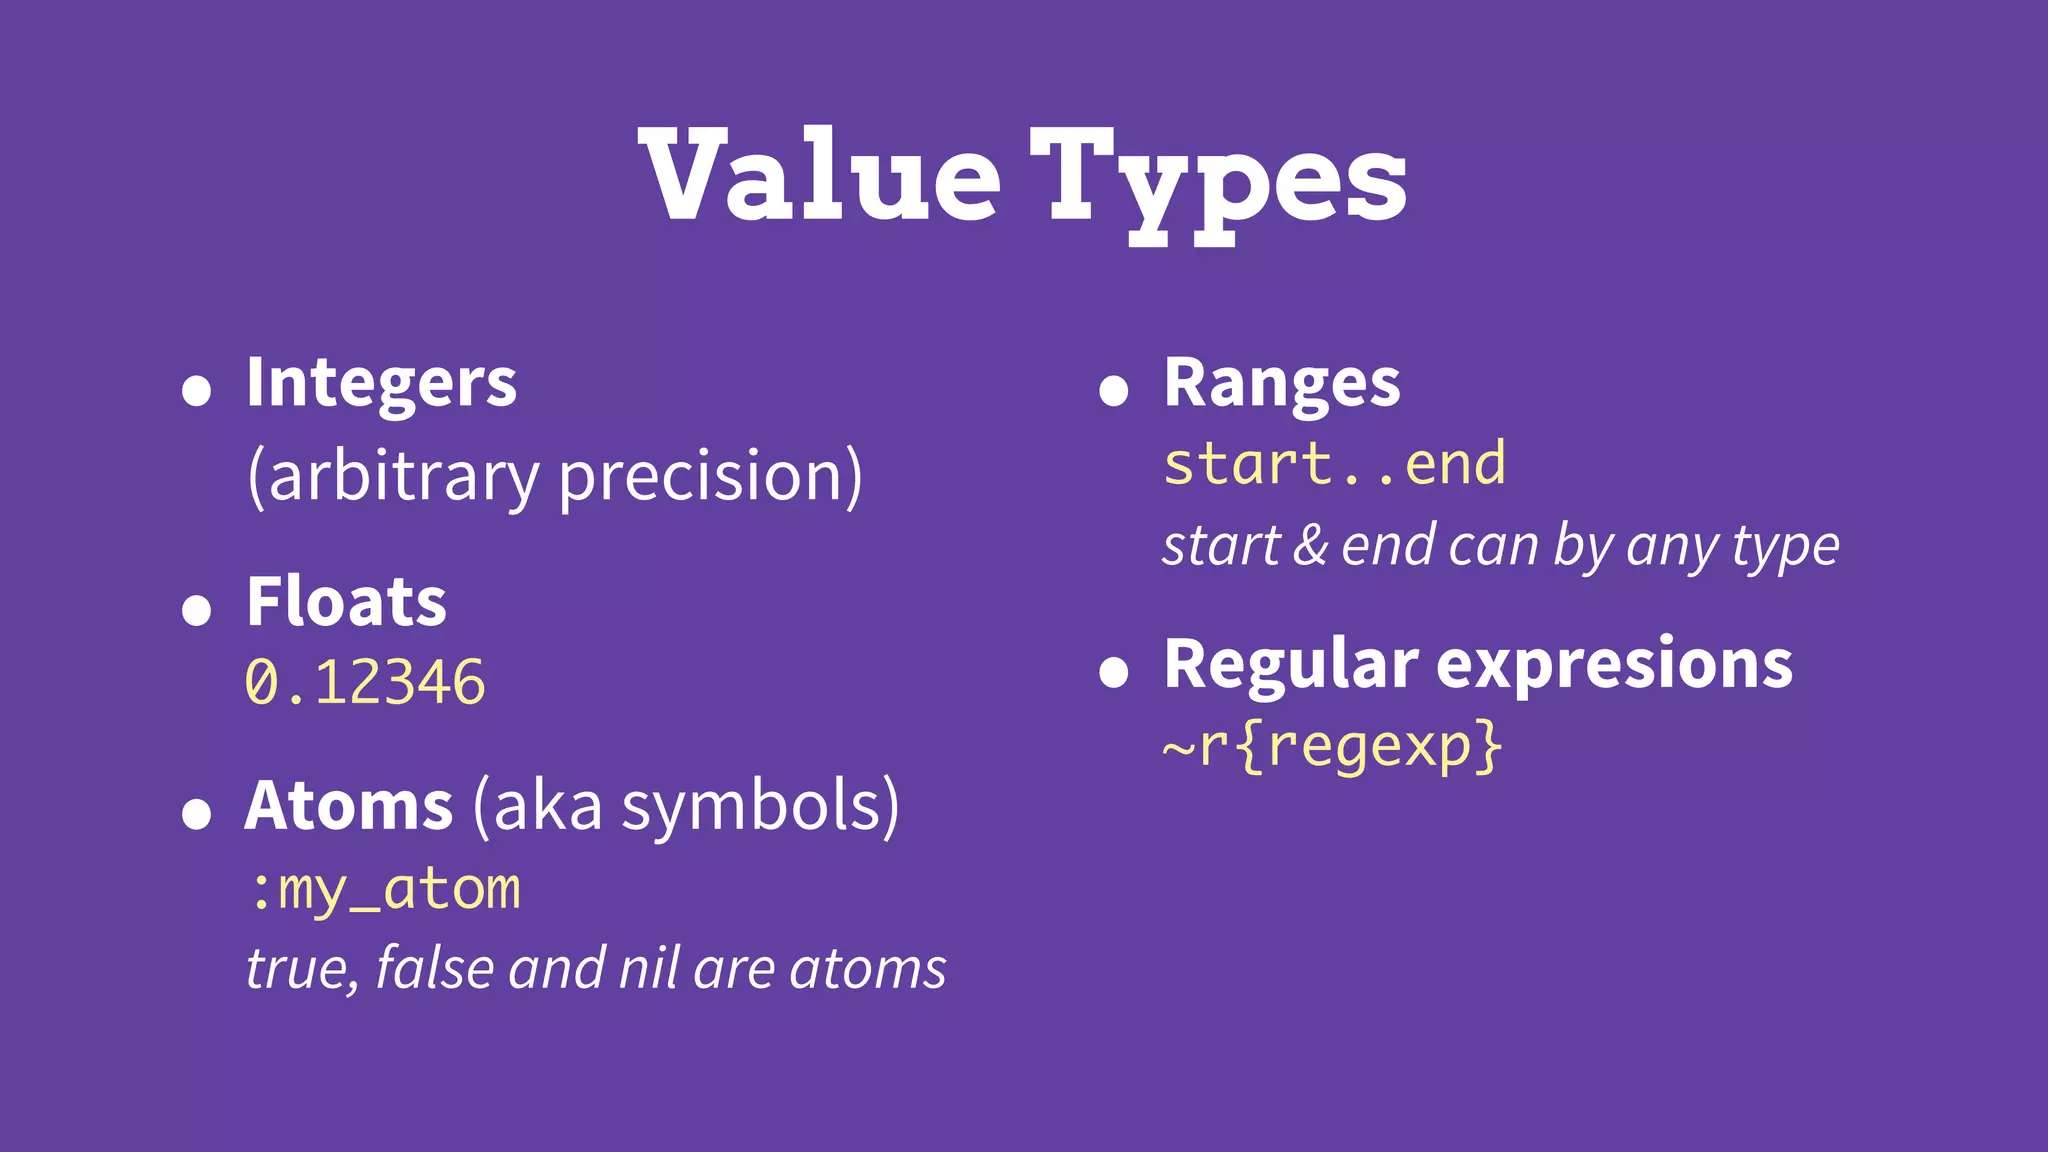 Value Types
Integers
(arbitrary precision)
Floats
0.12346
Atoms (aka symbols)
:my_atom
true, false and nil are atoms
Ranges
start..end
start & end can by any type
Regular expresions
~r{regexp}